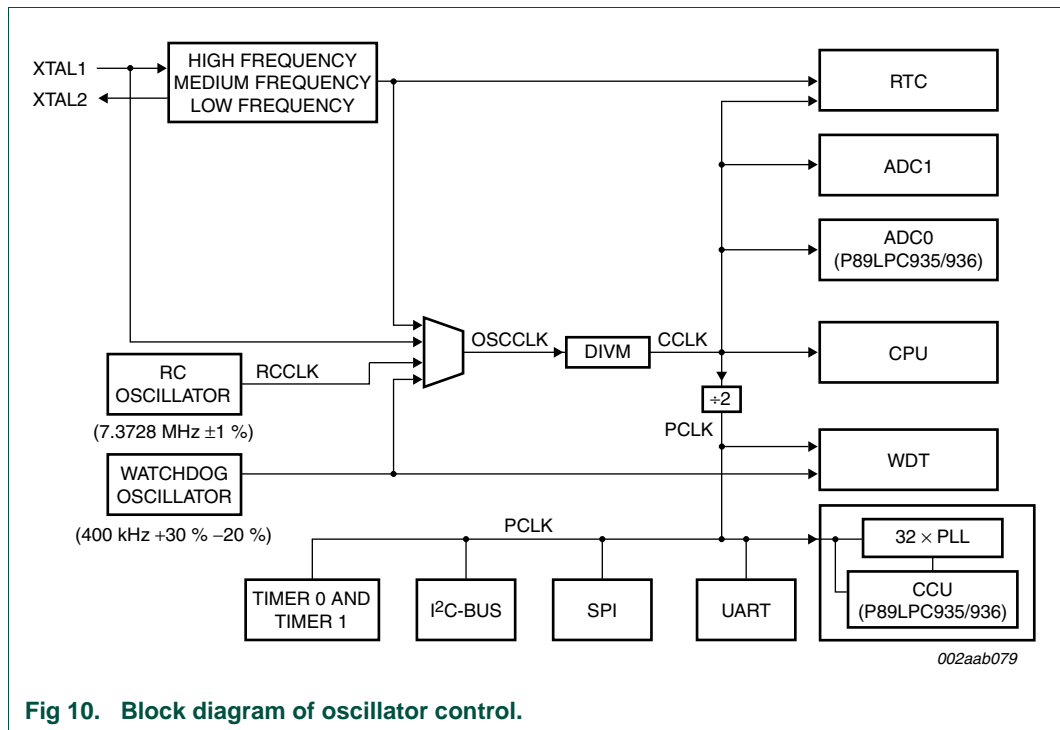 XTAL1
XTAL2
HIGH FREQUENCY
MEDIUM FREQUENCY
LOW FREQUENCY
RTC
ADC1
ADC0
(P89LPC935/936)
OSCCLK
DIVM
CCLK
CPU
RC
OSCILLATOR
RCCLK
(7.3728 MHz ±1 %)
÷2
PCLK
WDT
WATCHDOG
OSCILLATOR
(400 kHz +30 % −20 %)
PCLK
32 × PLL
CCU
(P89LPC935/936)
TIMER 0 AND
TIMER 1
I²C-BUS
SPI
UART
002aab079
Fig 10. Block diagram of oscillator control.